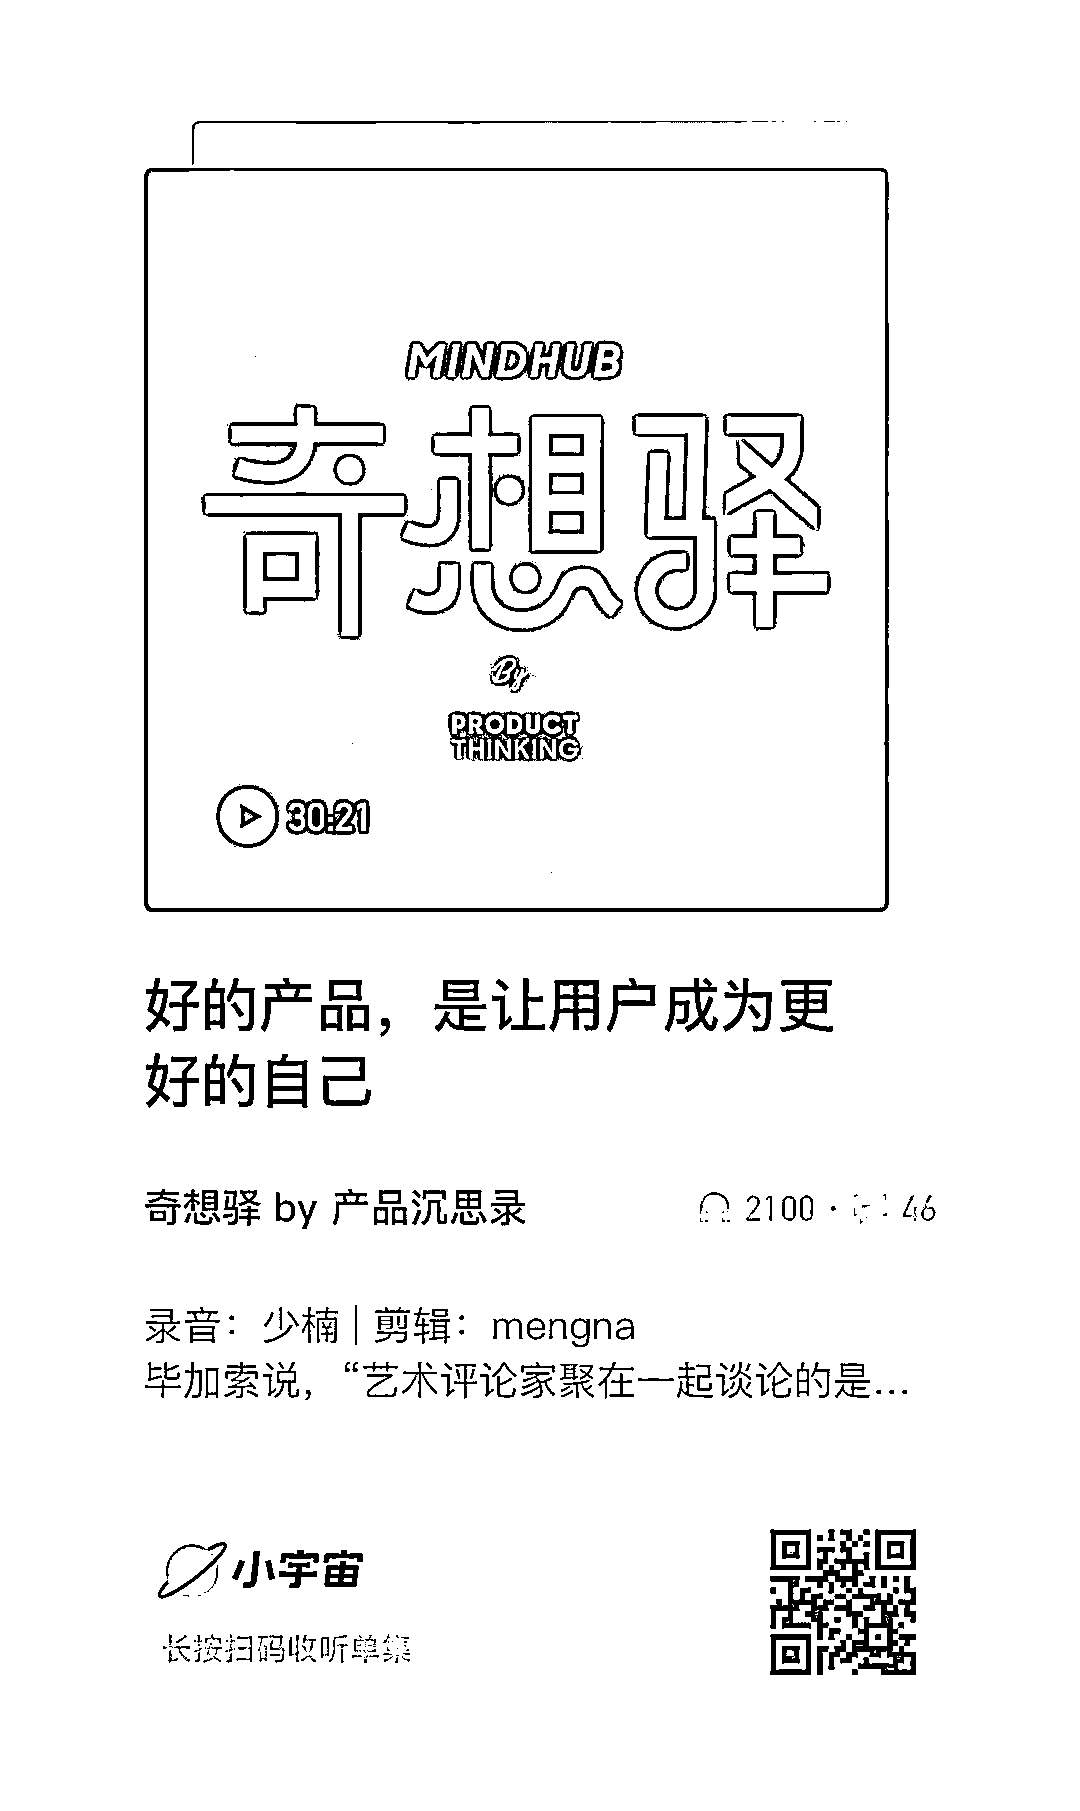 MINDHUB
奇想驿
By
PRODUCT
THINKING
30:21
好的产品，是让用户成为更
好的自己
奇想驿 by 产品沉思录
2100 · 46
录音：少楠 | 剪辑：mengna
毕加索说，“艺术评论家聚在一起谈论的是...
小宇宙
长按扫码收听单集